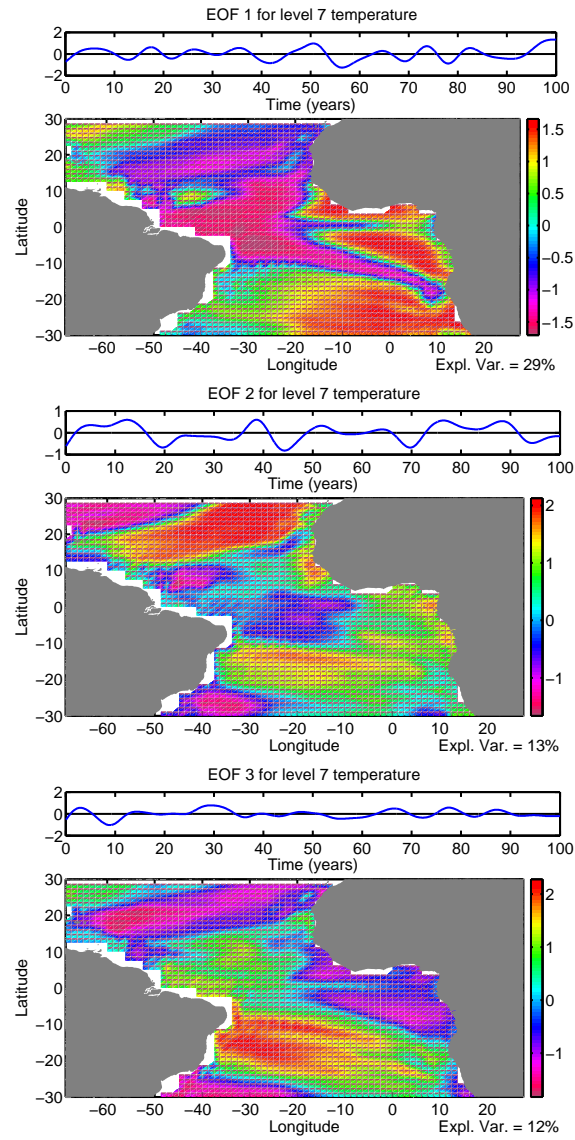 EOF 1 for level 7 temperature
2
0
−2
0 10 20 30 40 50 60 70 80 90 100
Time (years)
30
20
10
0
−10
−20
−30
Latitude
−60 −50 −40 −30 −20 −10 0 10 20
Longitude
Expl. Var. = 29%
1.5
1
0.5
0
−0.5
−1
−1.5
EOF 2 for level 7 temperature
1
0
−1
0 10 20 30 40 50 60 70 80 90 100
Time (years)
30
20
10
0
−10
−20
−30
Latitude
−60 −50 −40 −30 −20 −10 0 10 20
Longitude
Expl. Var. = 13%
2
1
0
−1
EOF 3 for level 7 temperature
2
0
−2
0 10 20 30 40 50 60 70 80 90 100
Time (years)
30
20
10
0
−10
−20
−30
Latitude
−60 −50 −40 −30 −20 −10 0 10 20
Longitude
Expl. Var. = 12%
2
1
0
−1